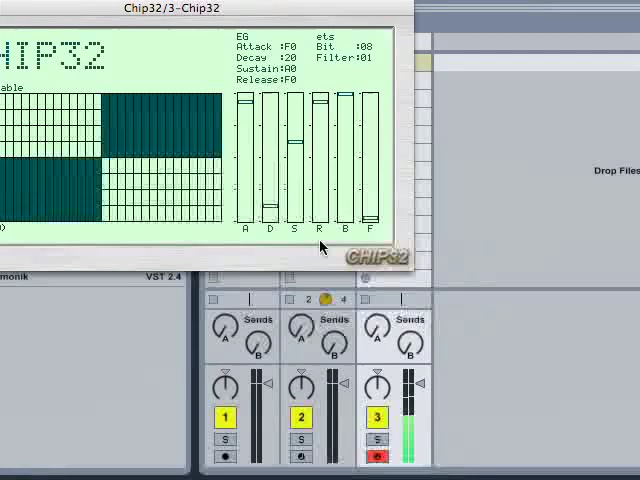 Chip32/3-Chip32
HIP32
EG ets
Attack :F0 Bit :08
Decay :20 Filter:01
Sustain:A0
Release:F0
able
A D S R B F
CHIP32
Drop Files
monik VST 2.4
2 4
Sends Sends Sends
A B A B A B
1 2 3
S S S